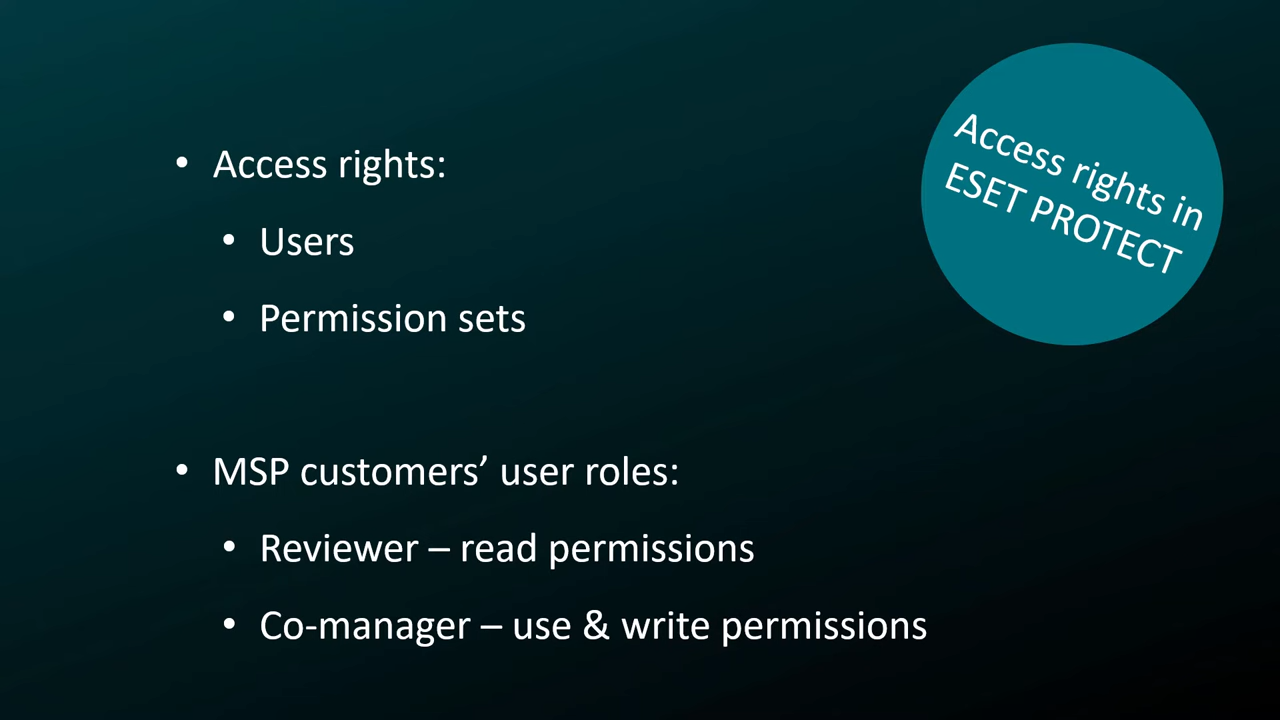 Access rights in
ESET PROTECT
• Access rights:
• Users
• Permission sets
• MSP customers’ user roles:
• Reviewer – read permissions
• Co-manager – use & write permissions